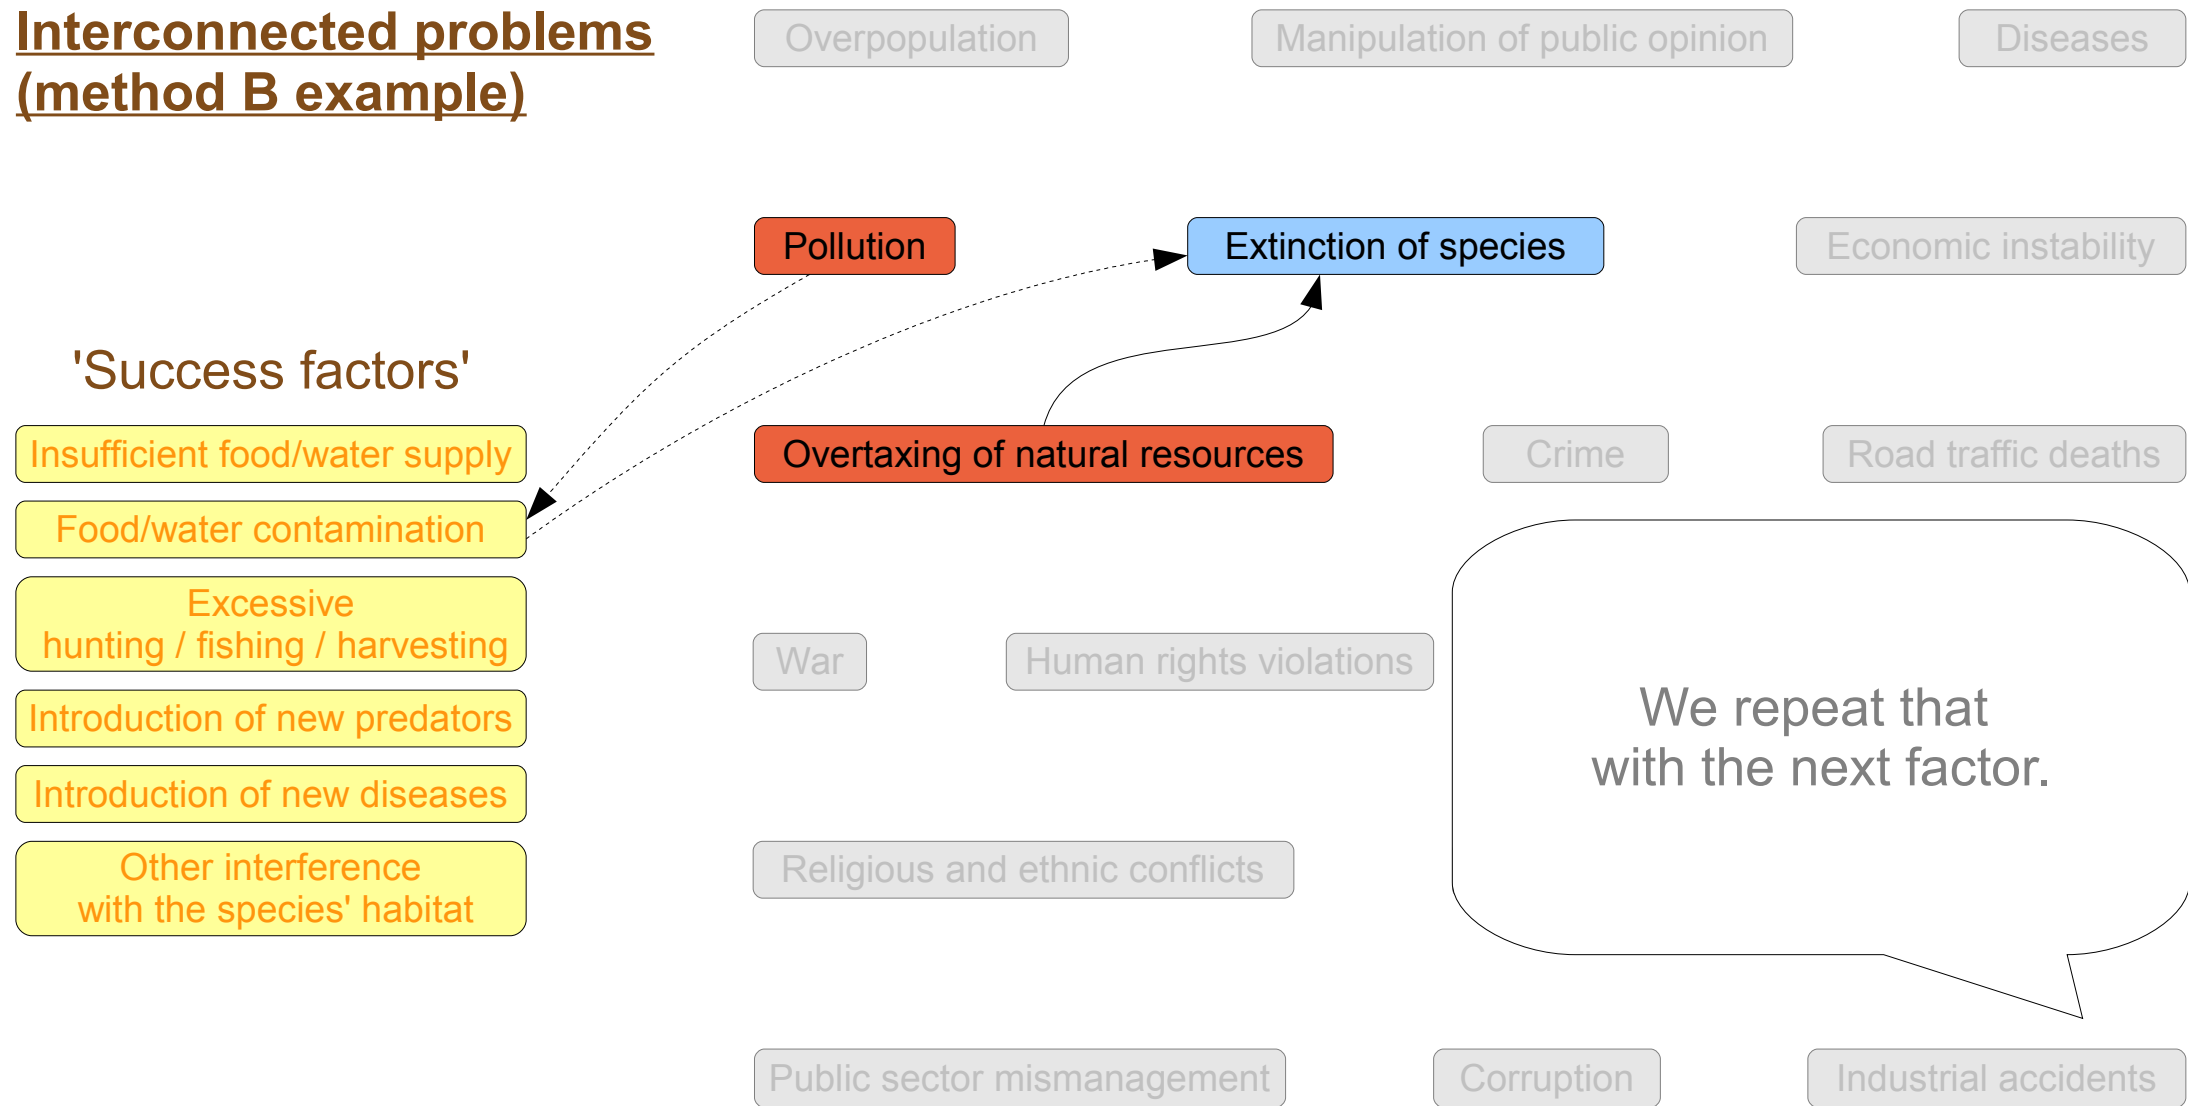 Interconnected problems
(method B example)
Overpopulation
Manipulation of public opinion
Diseases
Pollution
Extinction of species
Economic instability
'Success factors'
Insufficient food/water supply
Food/water contamination
Excessive
hunting / fishing / harvesting
Introduction of new predators
Introduction of new diseases
Other interference
with the species' habitat
Overtaxing of natural resources
Crime
Road traffic deaths
War
Human rights violations
We repeat that
with the next factor.
Religious and ethnic conflicts
Public sector mismanagement
Corruption
Industrial accidents